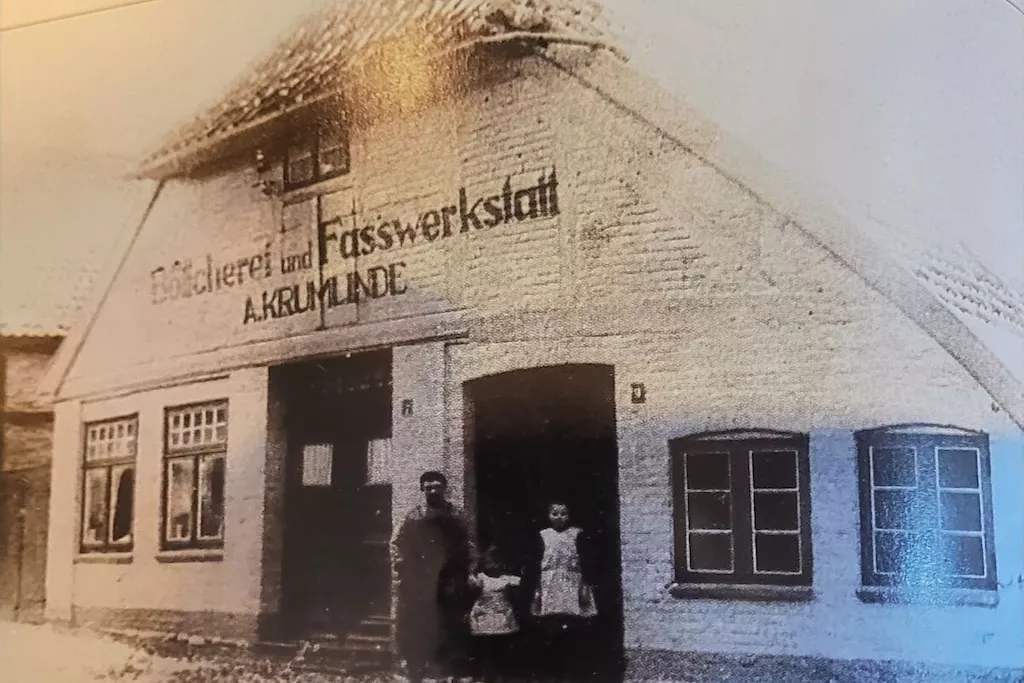 Böttcherei und Fasswerkstatt
A. KRUMLINDE